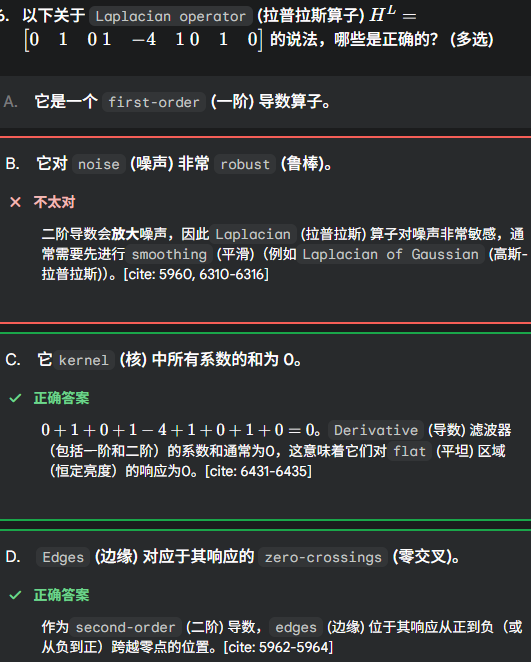 6. 以下关于 Laplacian operator (拉普拉斯算子) H^L =
[0 1 0 1 −4 1 0 1 0] 的说法，哪些是正确的？ (多选)
A. 它是一个 first-order (一阶) 导数算子。
B. 它对 noise (噪声) 非常 robust (鲁棒)。
✕ 不太对
二阶导数会放大噪声，因此 Laplacian (拉普拉斯) 算子对噪声非常敏感，通
常需要先进行 smoothing (平滑)（例如 Laplacian of Gaussian (高斯-
拉普拉斯)）。[cite: 5960, 6310-6316]
C. 它 kernel (核) 中所有系数的和为 0。
✓ 正确答案
0 + 1 + 0 + 1 − 4 + 1 + 0 + 1 + 0 = 0。Derivative (导数) 滤波器
（包括一阶和二阶）的系数和通常为0，这意味着它们对 flat (平坦) 区域
（恒定亮度）的响应为0。[cite: 6431-6435]
D. Edges (边缘) 对应于其响应的 zero-crossings (零交叉)。
✓ 正确答案
作为 second-order (二阶) 导数，edges (边缘) 位于其响应从正到负（或
从负到正）跨越零点的位置。[cite: 5962-5964]